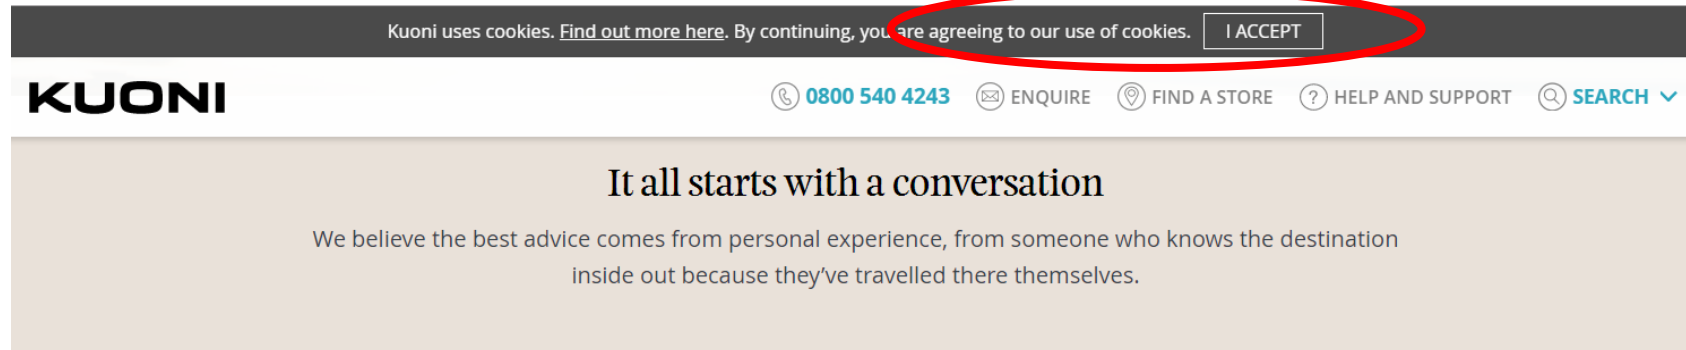 Kuoni uses cookies. Find out more here. By continuing, you are agreeing to our use of cookies. I ACCEPT
KUONI 0800 540 4243 ENQUIRE FIND A STORE HELP AND SUPPORT SEARCH
It all starts with a conversation
We believe the best advice comes from personal experience, from someone who knows the destination
inside out because they’ve travelled there themselves.